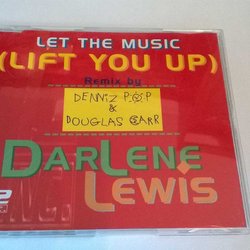 LET THE MUSIC
(LIFT YOU UP)
Remix by
DENNIZ POP
&
DOUGLAS CARR
DARLENE
LEWIS